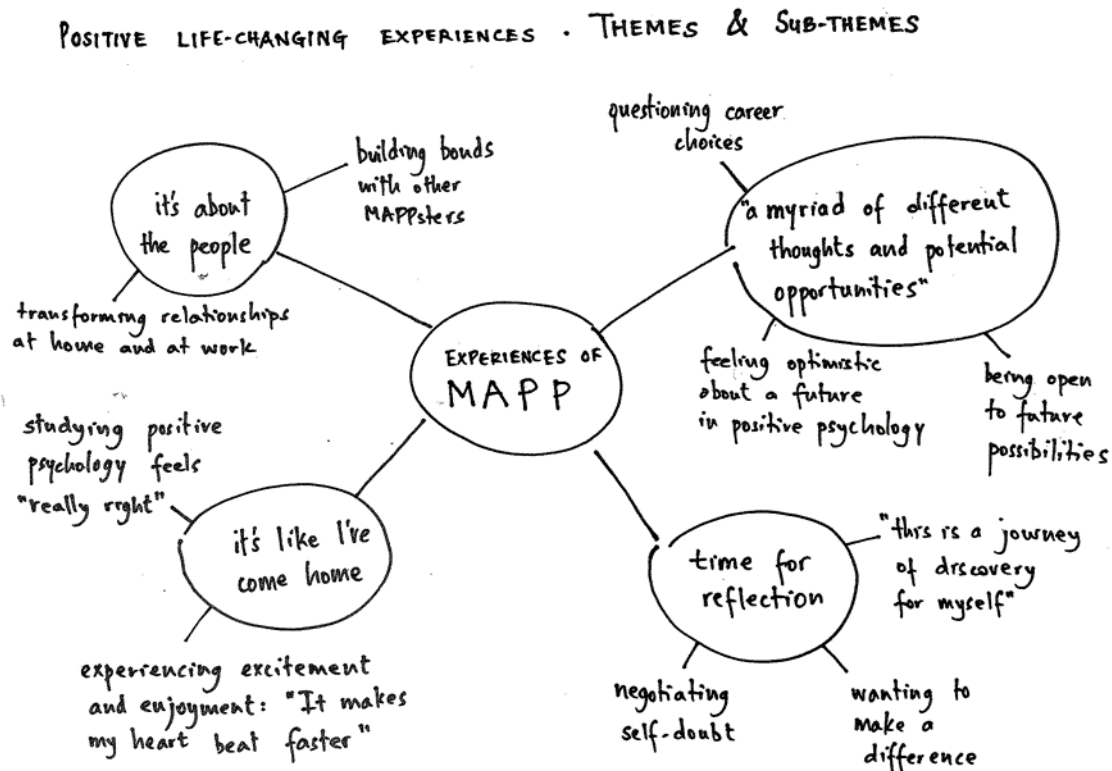 POSITIVE LIFE-CHANGING EXPERIENCES . THEMES & SUB-THEMES
it's about
the people
building bonds
with other
MAPPsters
transforming relationships
at home and at work
questioning career
choices
"a myriad of different
thoughts and potential
opportunities"
feeling optimistic
about a future
in positive psychology
being open
to future
possibilities
EXPERIENCES OF
MAPP
studying positive
psychology feels
"really right"
it's like I've
come home
experiencing excitement
and enjoyment: "It makes
my heart beat faster"
time for
reflection
"this is a journey
of discovery
for myself"
negotiating
self-doubt
wanting to
make a
difference